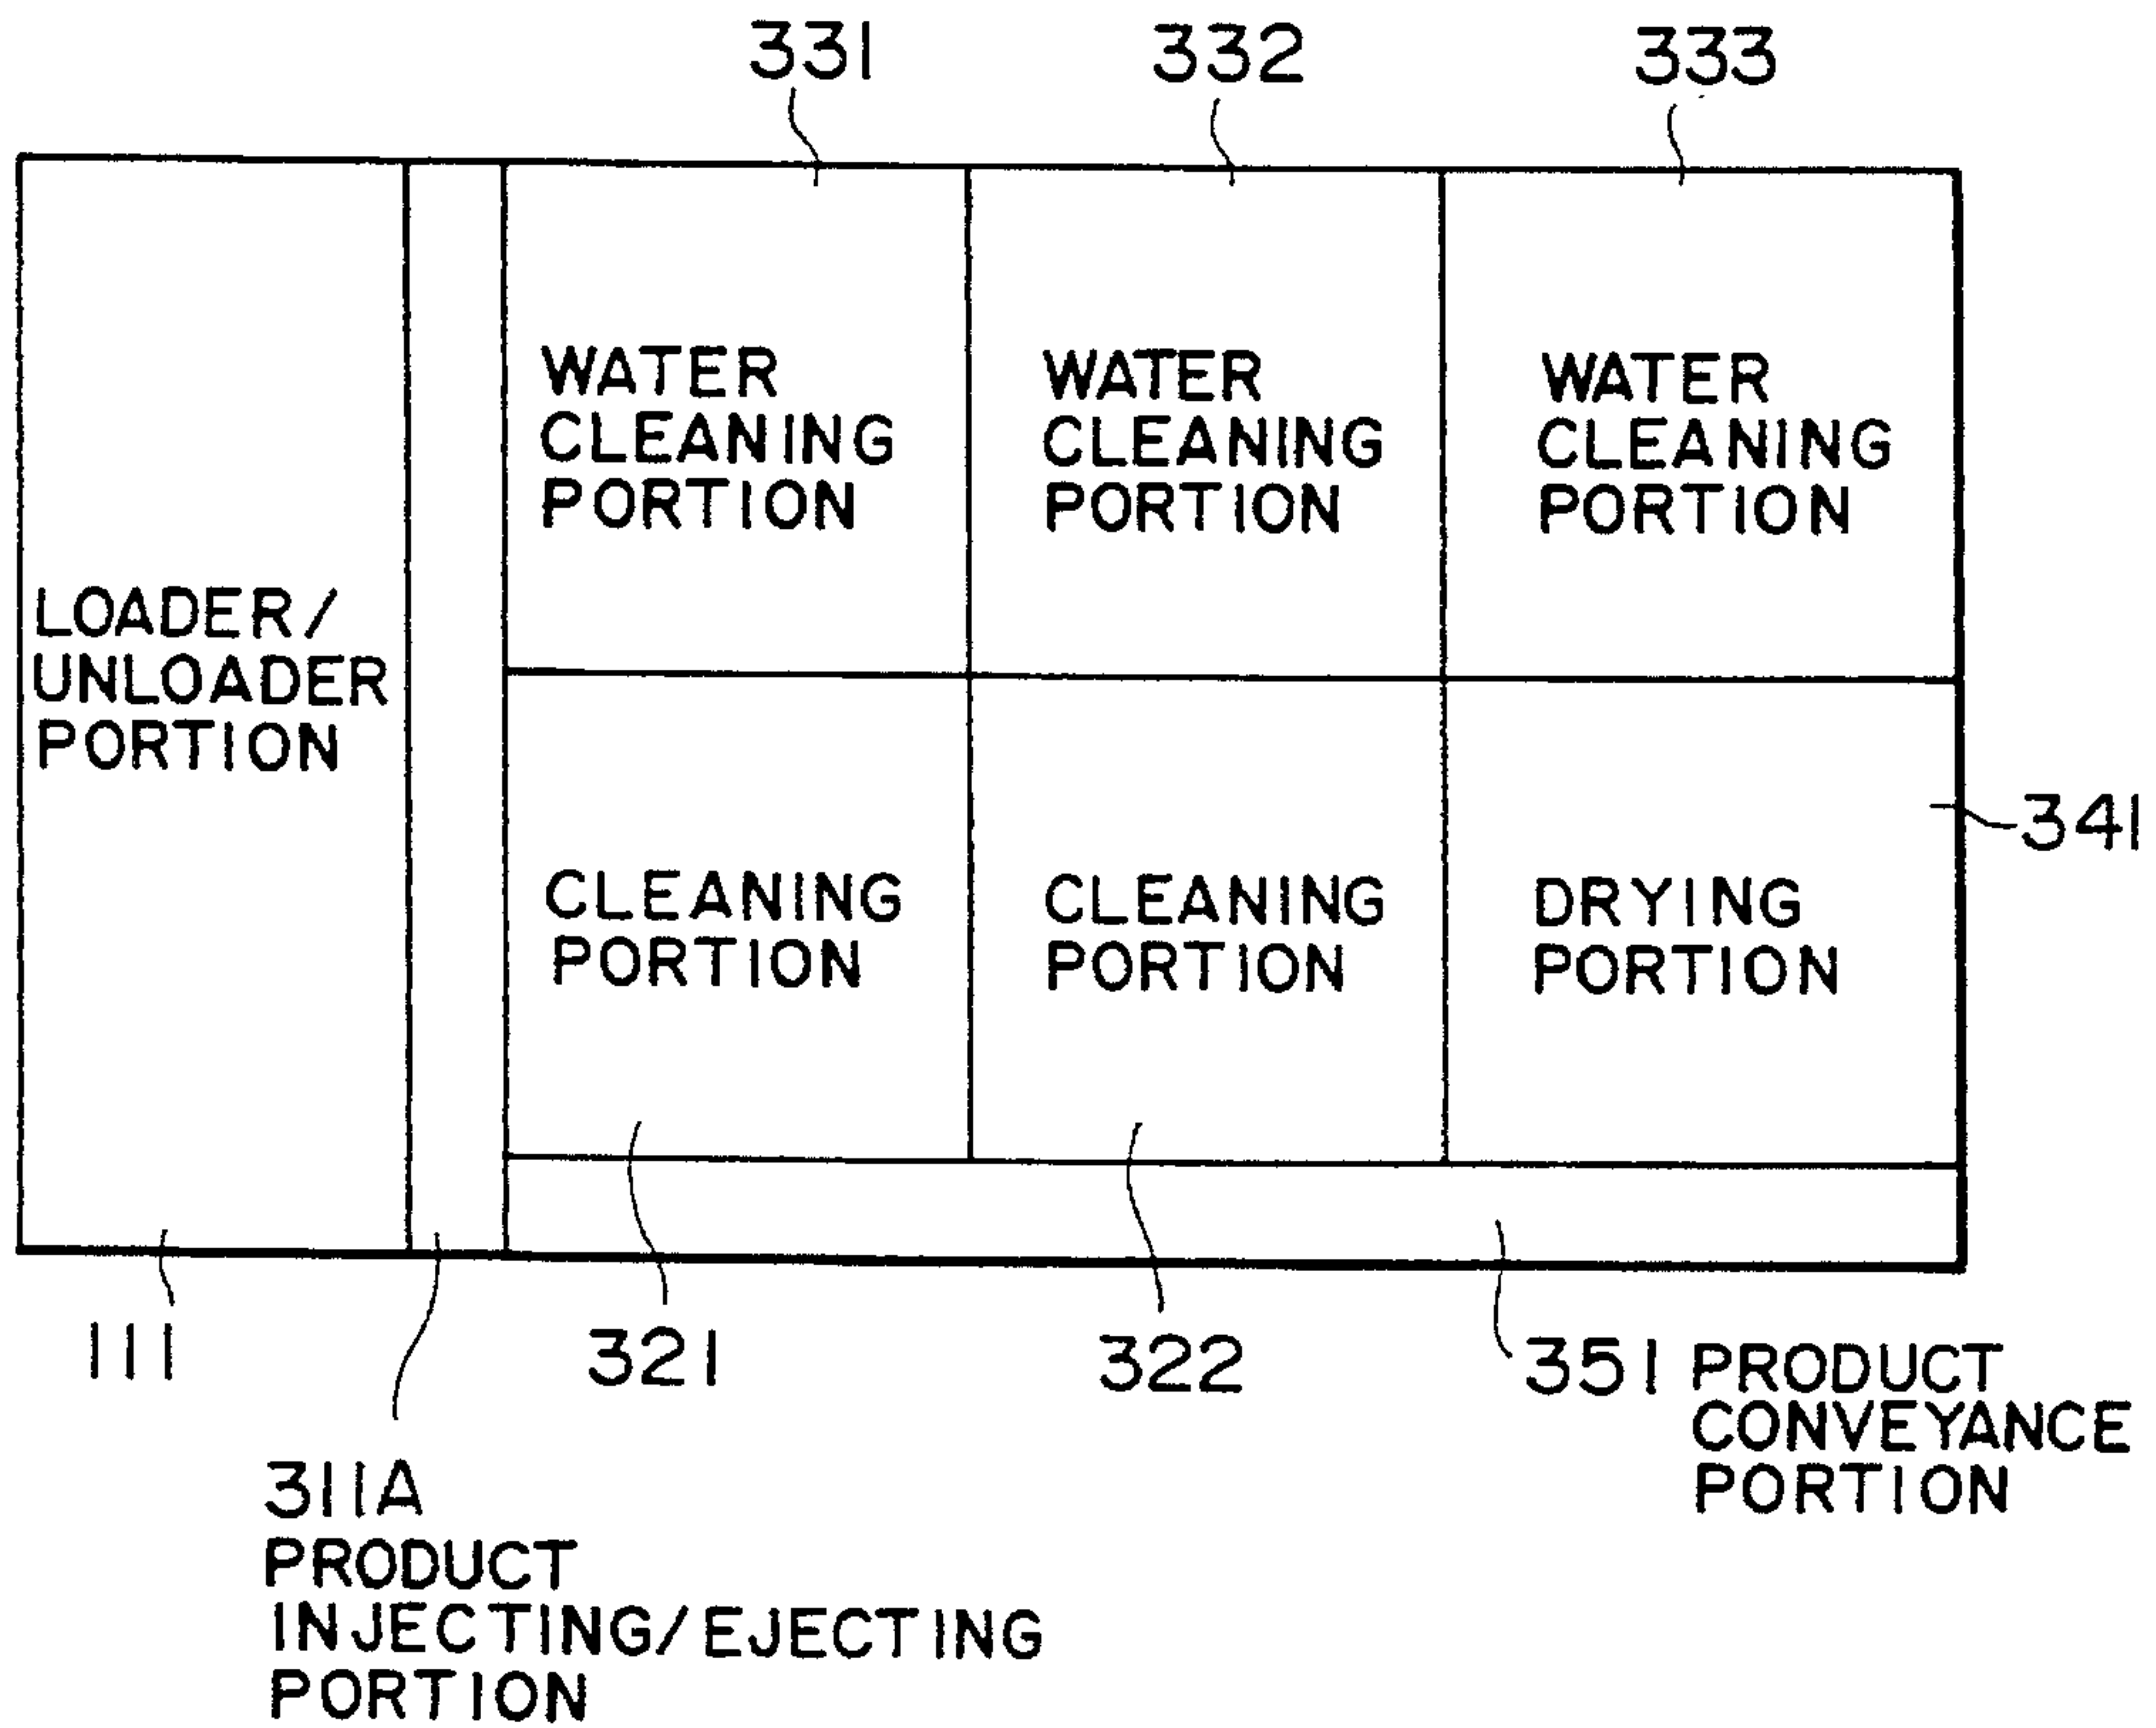 331
332
333
WATER
CLEANING
PORTION
WATER
CLEANING
PORTION
WATER
CLEANING
PORTION
LOADER/
UNLOADER
PORTION
CLEANING
PORTION
CLEANING
PORTION
DRYING
PORTION
341
111
321
322
351 PRODUCT
CONVEYANCE
PORTION
311A
PRODUCT
INJECTING/EJECTING
PORTION